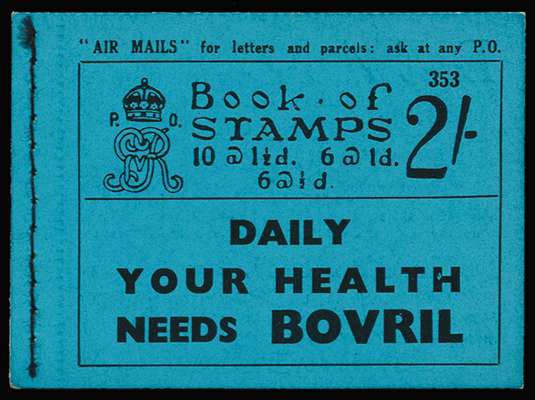 "AIR MAILS" for letters and parcels: ask at any P.O.
353
P. O.
Book of
STAMPS
2/-
10 @ 1½d. 6 @ 1d.
6 @ ½d.
DAILY
YOUR HEALTH
NEEDS BOVRIL